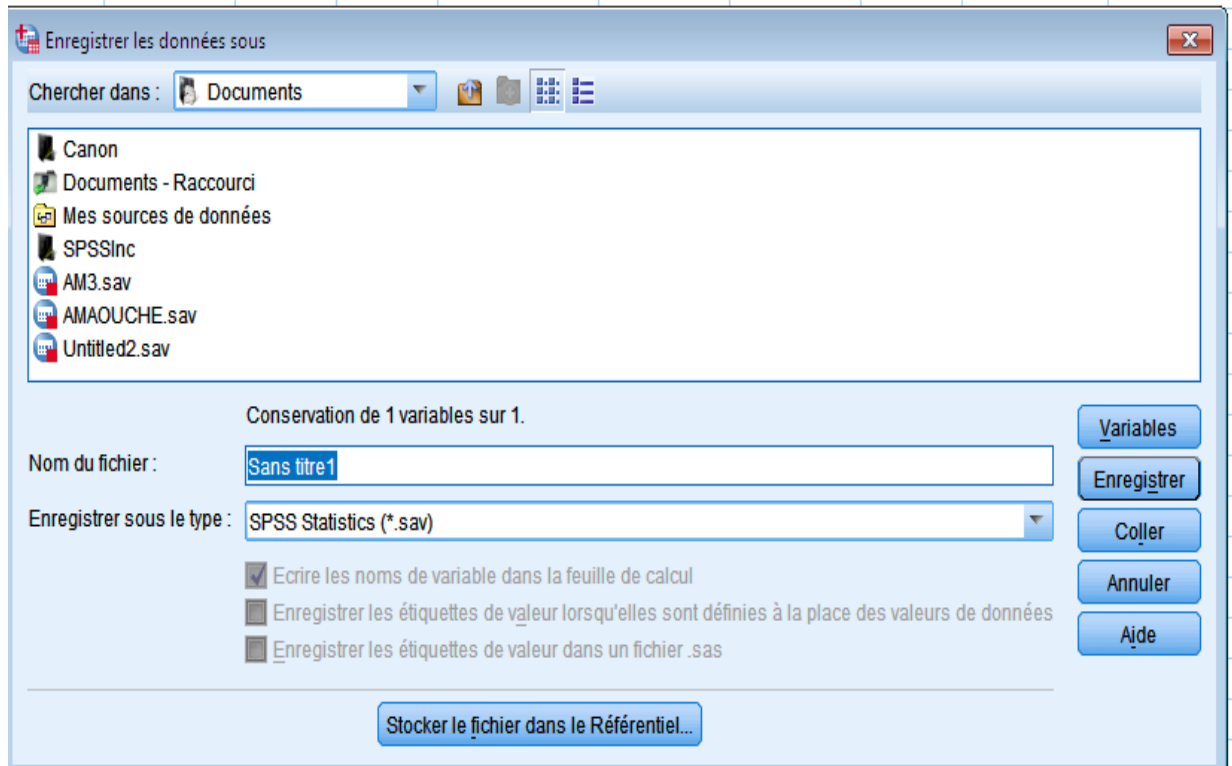 Enregistrer les données sous
Chercher dans : Documents
Canon
Documents - Raccourci
Mes sources de données
SPSSInc
AM3.sav
AMAOUCHE.sav
Untitled2.sav
Conservation de 1 variables sur 1.
Variables
Nom du fichier : Sans titre1
Enregistrer
Enregistrer sous le type : SPSS Statistics (*.sav)
Coller
Ecrire les noms de variable dans la feuille de calcul
Annuler
Enregistrer les étiquettes de valeur lorsqu'elles sont définies à la place des valeurs de données
Aide
Enregistrer les étiquettes de valeur dans un fichier .sas
Stocker le fichier dans le Référentiel...